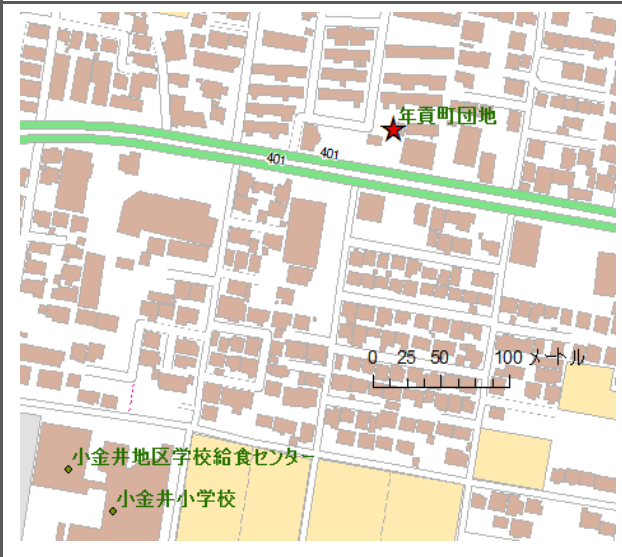 年貢町団地
401
401
0 25 50 100 メートル
小金井地区学校給食センター
小金井小学校